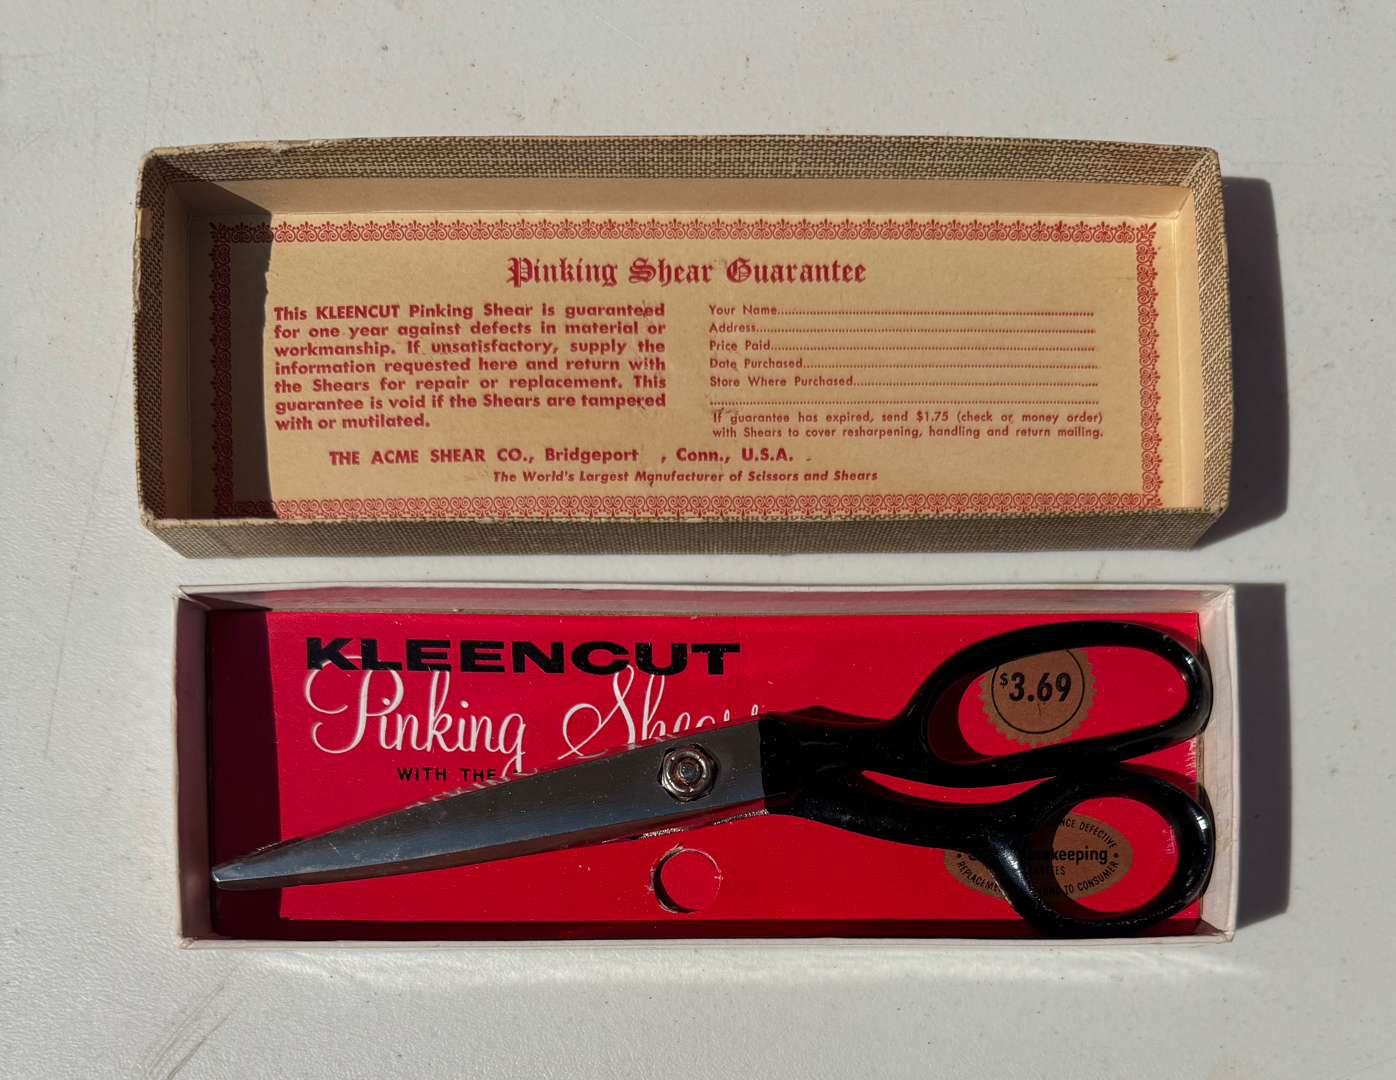 Pinking Shear Guarantee
This KLEENCUT Pinking Shear is guaranteed
for one year against defects in material or
workmanship. If unsatisfactory, supply the
information requested here and return with
the Shears for repair or replacement. This
guarantee is void if the Shears are tampered
with or mutilated.
Your Name
Address
Price Paid
Date Purchased
Store Where Purchased
If guarantee has expired, send $1.75 (check or money order)
with Shears to cover resharpening, handling and return mailing.
THE ACME SHEAR CO., Bridgeport , Conn., U.S.A.
The World's Largest Manufacturer of Scissors and Shears
KLEENCUT
Pinking
WITH THE
$3.69
DEFECTIVE
TO CONSUMER